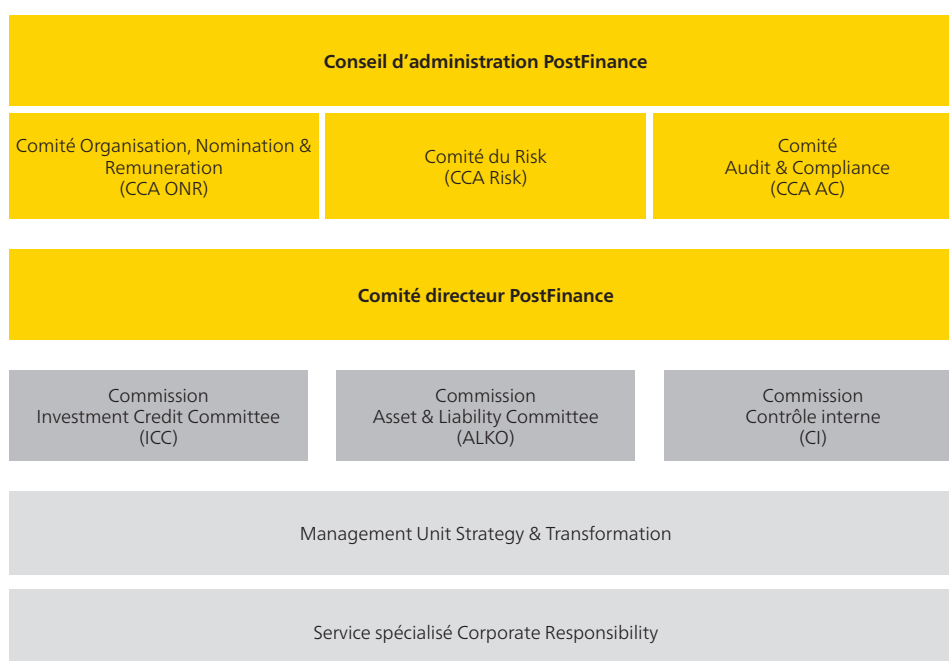 Conseil d’administration PostFinance
Comité Organisation, Nomination &
Remuneration
(CCA ONR)
Comité du Risk
(CCA Risk)
Comité
Audit & Compliance
(CCA AC)
Comité directeur PostFinance
Commission
Investment Credit Committee
(ICC)
Commission
Asset & Liability Committee
(ALKO)
Commission
Contrôle interne
(CI)
Management Unit Strategy & Transformation
Service spécialisé Corporate Responsibility